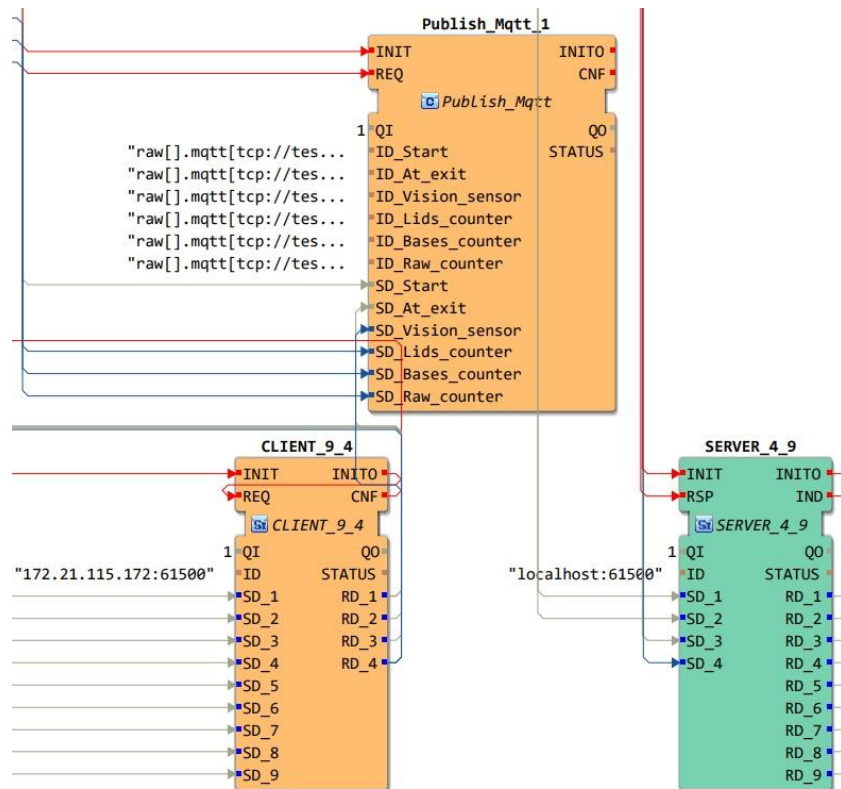 Publish_Mqtt_1
INIT INITO
REQ CNF
Publish_Mqtt
1 QI QO
"raw[].mqtt[tcp://tes... ID_Start STATUS
"raw[].mqtt[tcp://tes... ID_At_exit
"raw[].mqtt[tcp://tes... ID_Vision_sensor
"raw[].mqtt[tcp://tes... ID_Lids_counter
"raw[].mqtt[tcp://tes... ID_Bases_counter
"raw[].mqtt[tcp://tes... ID_Raw_counter
SD_Start
SD_At_exit
SD_Vision_sensor
SD_Lids_counter
SD_Bases_counter
SD_Raw_counter
CLIENT_9_4
INIT INITO
REQ CNF
CLIENT_9_4
1 QI QO
"172.21.115.172:61500" ID STATUS
SD_1 RD_1
SD_2 RD_2
SD_3 RD_3
SD_4 RD_4
SD_5
SD_6
SD_7
SD_8
SD_9
SERVER_4_9
INIT INITO
RSP IND
SERVER_4_9
1 QI QO
"localhost:61500" ID STATUS
SD_1 RD_1
SD_2 RD_2
SD_3 RD_3
SD_4 RD_4
RD_5
RD_6
RD_7
RD_8
RD_9